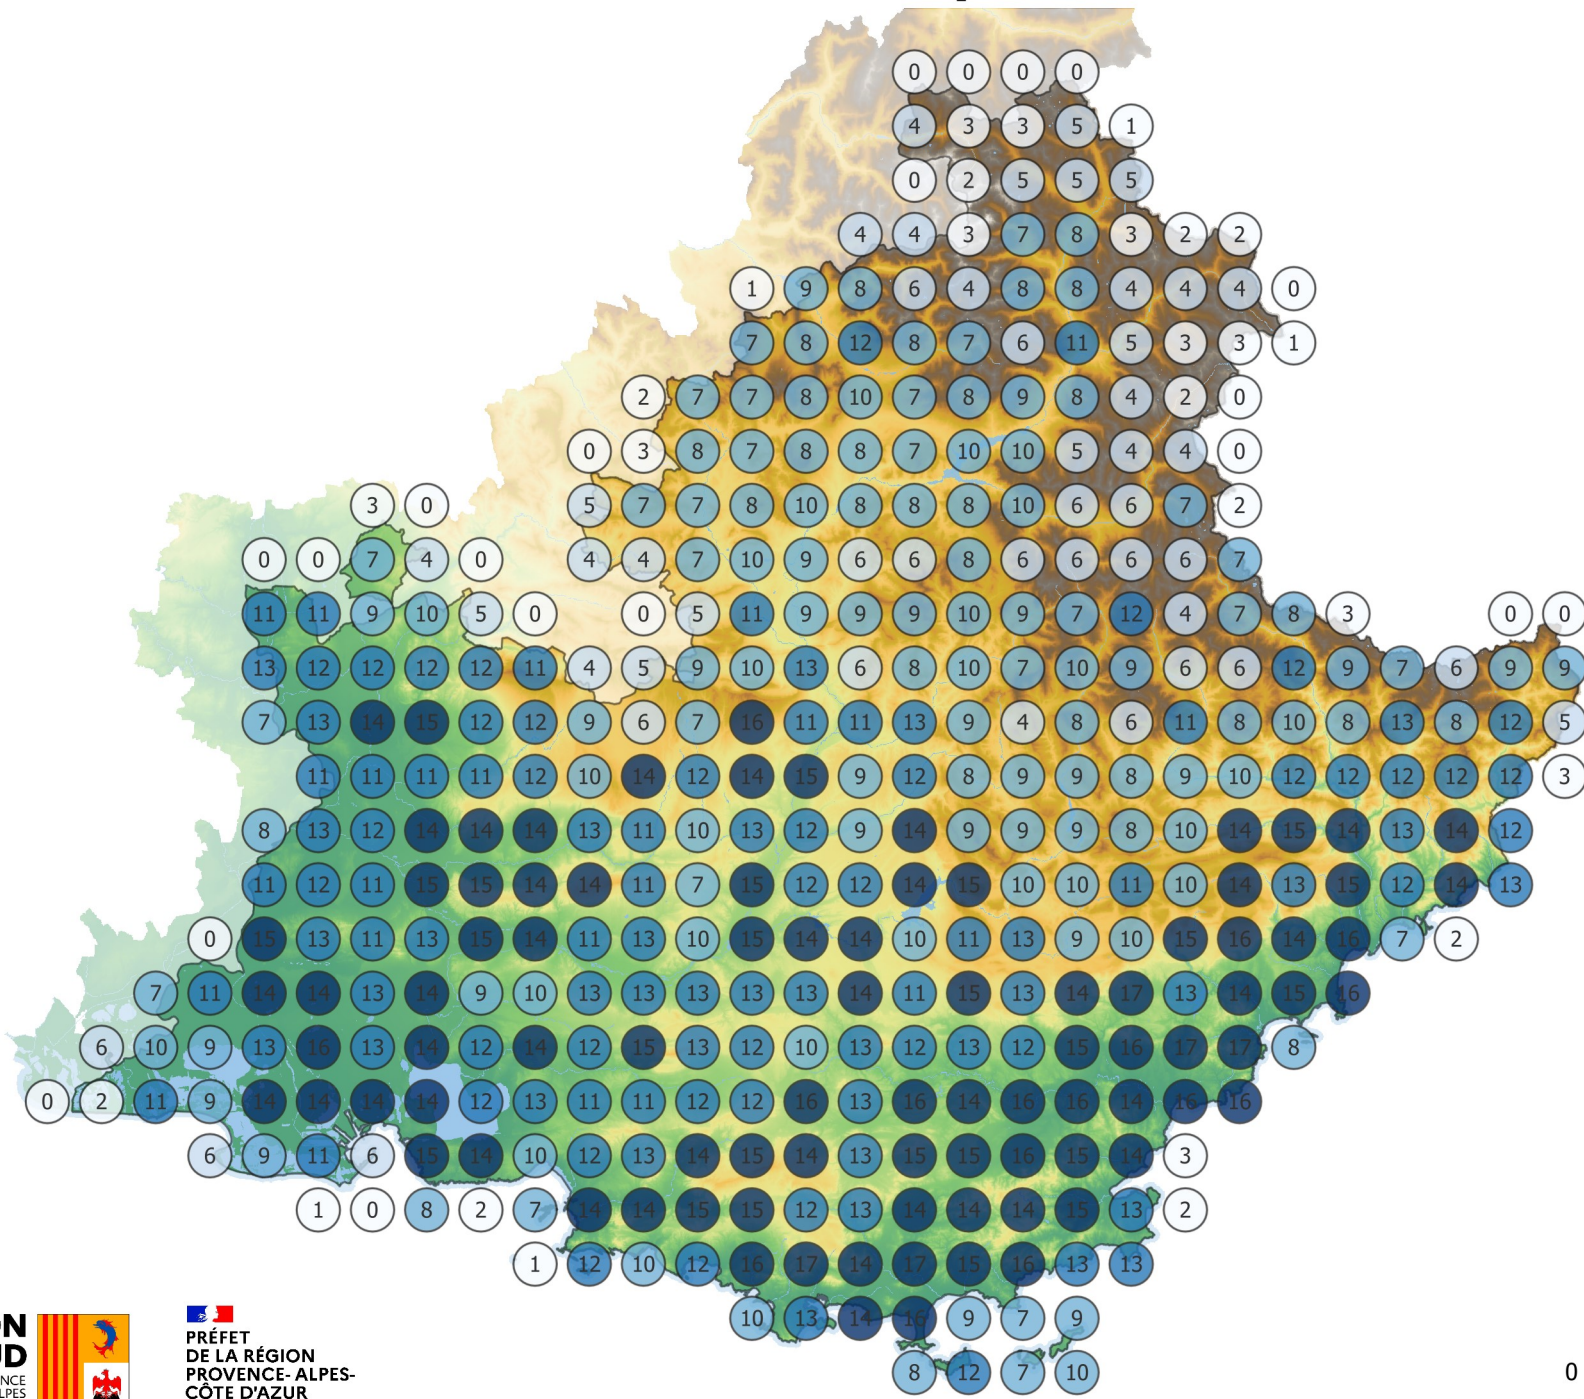 0 0 0 0
4 3 3 5 1
0 2 5 5 5
4 4 3 7 8 3 2 2
1 9 8 6 4 8 8 4 4 4 0
7 8 12 8 7 6 11 5 3 3 1
2 7 7 8 10 7 8 9 8 4 2 0
0 3 8 7 8 8 7 10 10 5 4 4 0
3 0 5 7 7 8 10 8 8 8 10 6 6 7 2
0 0 7 4 0 4 4 7 10 9 6 6 8 6 6 6 6 7
11 11 9 10 5 0 0 5 11 9 9 9 10 9 7 12 4 7 8 3 0 0
13 12 12 12 12 11 4 5 9 10 13 6 8 10 7 10 9 6 6 12 9 7 6 9 9
7 13 14 15 12 12 9 6 7 16 11 11 13 9 4 8 6 11 8 10 8 13 8 12 5
11 11 11 11 12 10 14 12 14 15 9 12 8 9 9 8 9 10 12 12 12 12 12 3
8 13 12 14 14 14 13 11 10 13 12 9 14 9 9 9 8 10 14 15 14 13 14 12
11 12 11 15 15 14 14 11 7 15 12 12 14 15 10 10 11 10 14 13 15 12 14 13
0 15 13 11 13 15 14 11 13 10 15 14 14 10 11 13 9 10 15 16 14 16 7 2
7 11 14 14 13 14 9 10 13 13 13 13 13 14 11 15 13 14 17 13 14 15 16
6 10 9 13 16 13 14 12 14 12 15 13 12 10 13 12 13 12 15 16 17 17 8
0 2 11 9 14 14 14 14 12 13 11 11 12 12 16 13 16 14 16 16 14 16 16
6 9 11 6 15 14 10 12 13 14 15 14 13 15 15 16 15 14 3
1 0 8 2 7 14 14 15 15 12 13 14 14 14 15 13 2
1 12 10 12 16 17 14 17 15 16 13 13
10 13 14 16 9 7 9
8 12 7 10
0
N
D
NCE
LPES
PRÉFET
DE LA RÉGION
PROVENCE- ALPES-
CÔTE D'AZUR